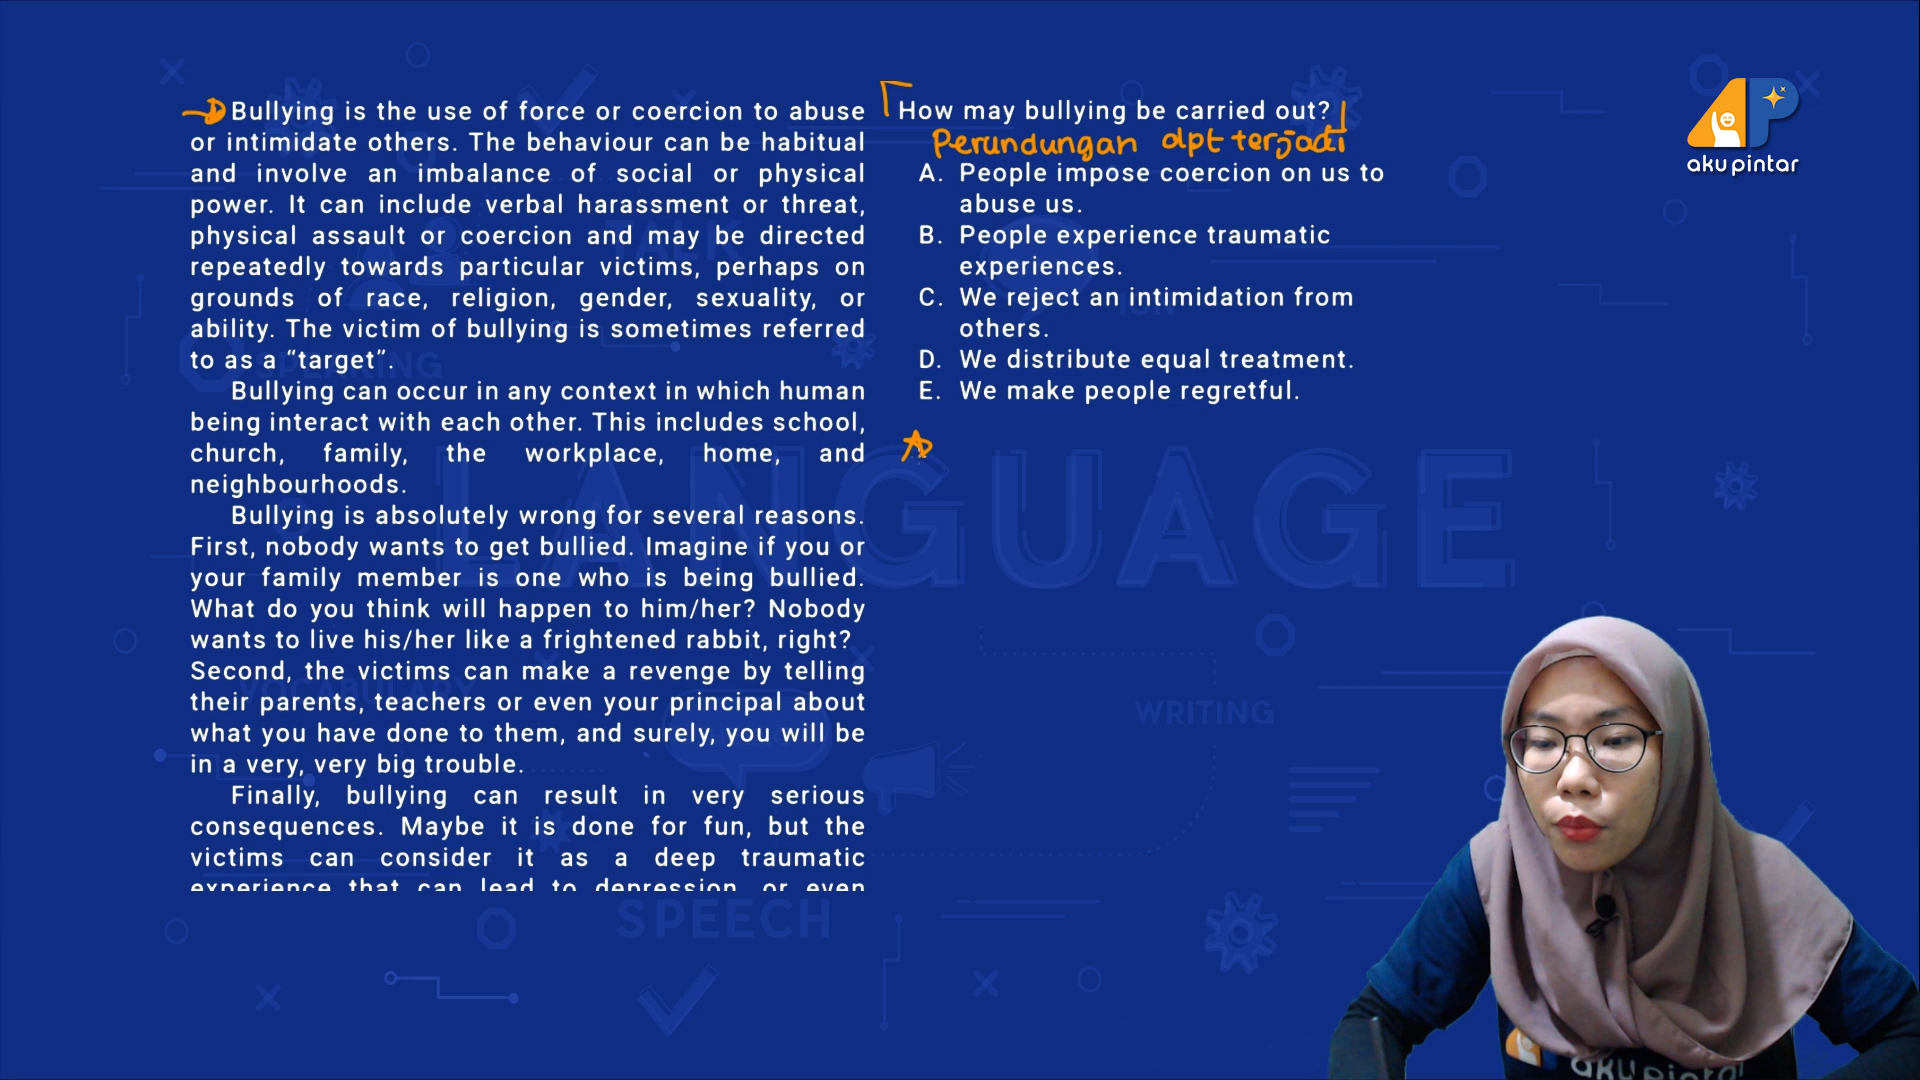 Bullying is the use of force or coercion to abuse
or intimidate others. The behaviour can be habitual
and involve an imbalance of social or physical
power. It can include verbal harassment or threat,
physical assault or coercion and may be directed
repeatedly towards particular victims, perhaps on
grounds of race, religion, gender, sexuality, or
ability. The victim of bullying is sometimes referred
to as a “target”.
Bullying can occur in any context in which human
being interact with each other. This includes school,
church, family, the workplace, home, and
neighbourhoods.
Bullying is absolutely wrong for several reasons.
First, nobody wants to get bullied. Imagine if you or
your family member is one who is being bullied.
What do you think will happen to him/her? Nobody
wants to live his/her like a frightened rabbit, right?
Second, the victims can make a revenge by telling
their parents, teachers or even your principal about
what you have done to them, and surely, you will be
in a very, very big trouble.
Finally, bullying can result in very serious
consequences. Maybe it is done for fun, but the
victims can consider it as a deep traumatic
experience that can lead to depression, or even
How may bullying be carried out?
Perundungan dpt terjadi
A. People impose coercion on us to
abuse us.
B. People experience traumatic
experiences.
C. We reject an intimidation from
others.
D. We distribute equal treatment.
E. We make people regretful.
aku pintar
LANGUAGE
SPEAKING
VOCABULARY
WRITING
SPEECH
aku pintar